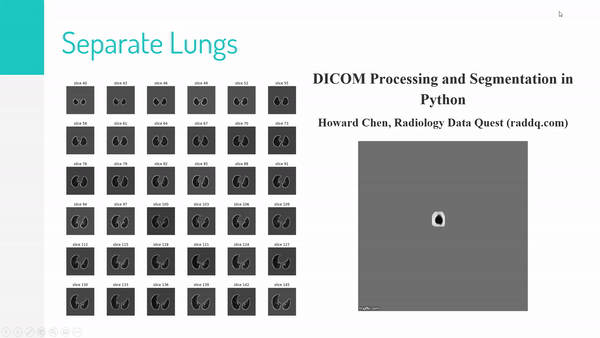 Separate Lungs
DICOM Processing and Segmentation in
Python
Howard Chen, Radiology Data Quest (raddq.com)
slice 40 slice 43 slice 46 slice 49 slice 52 slice 55
slice 58 slice 61 slice 64 slice 67 slice 70 slice 73
slice 76 slice 79 slice 82 slice 85 slice 88 slice 91
slice 94 slice 97 slice 100 slice 103 slice 106 slice 109
slice 112 slice 115 slice 118 slice 121 slice 124 slice 127
slice 130 slice 133 slice 136 slice 139 slice 142 slice 145